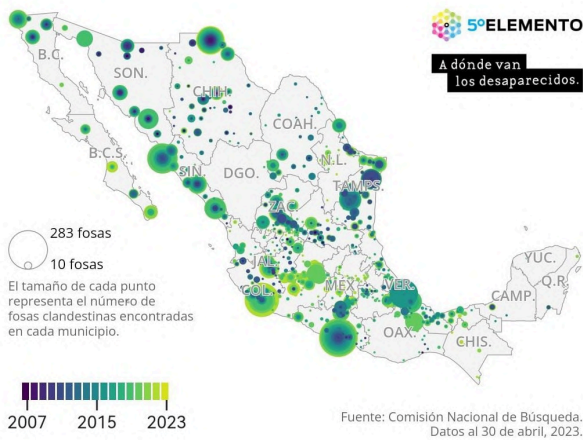 5ºELEMENTO
A dónde van
los desaparecidos.
B.C.
SON.
CHIH.
COAH.
B.C.S.
SIN.
DGO.
N.L.
TAMPS.
ZAC.
283 fosas
10 fosas
El tamaño de cada punto
representa el número de
fosas clandestinas encontradas
en cada municipio.
JAL.
COL.
MEX.
VER.
YUC.
Q.R.
CAMP.
OAX.
CHIS.
2007
2015
2023
Fuente: Comisión Nacional de Búsqueda.
Datos al 30 de abril, 2023.